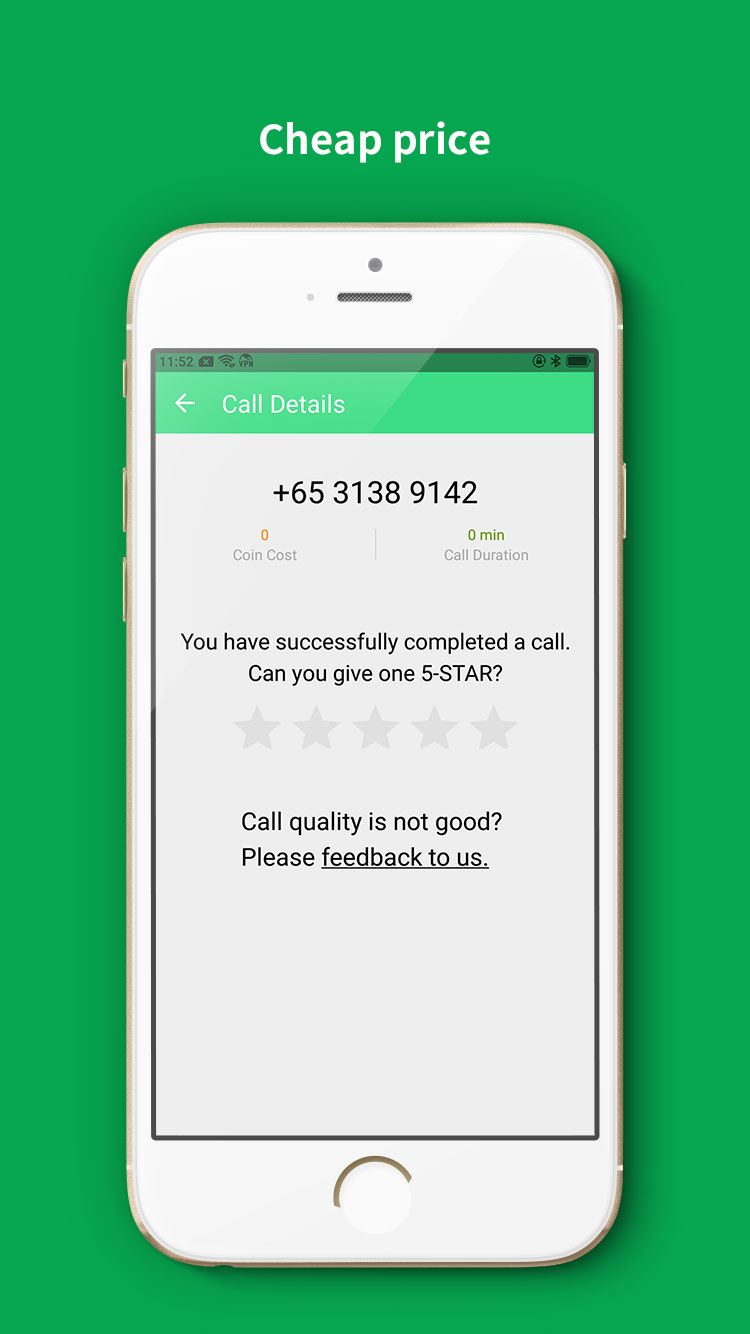 Cheap price
11:52
VPN
Call Details
+65 3138 9142
0
Coin Cost
0 min
Call Duration
You have successfully completed a call.
Can you give one 5-STAR?
Call quality is not good?
Please feedback to us.